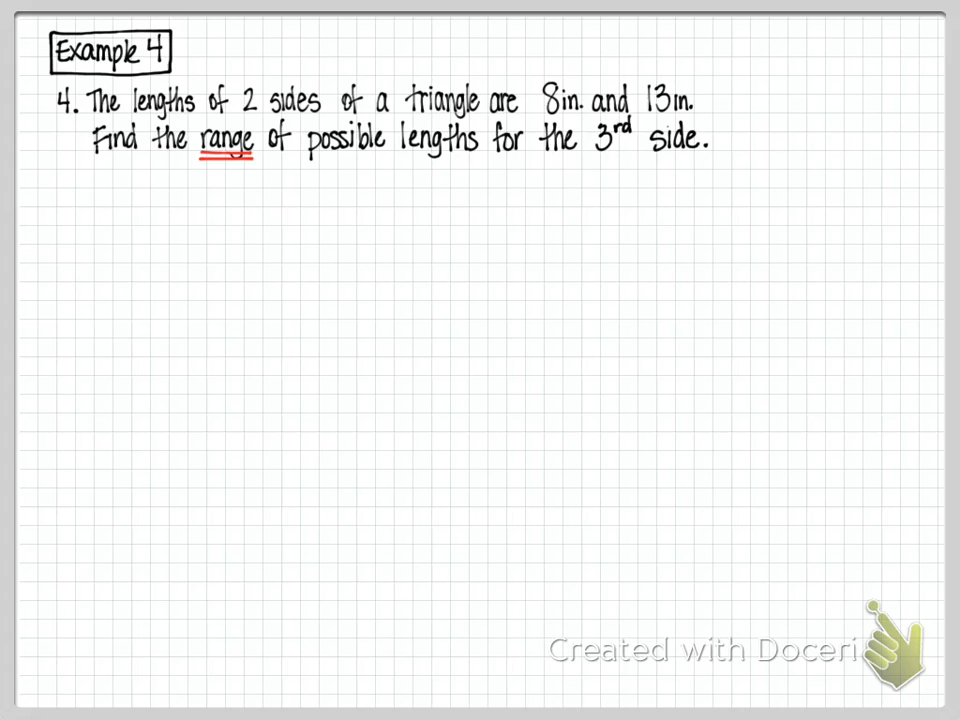 Example 4
4. The lengths of 2 sides of a triangle are 8in. and 13in.
Find the range of possible lengths for the 3rd side.
Created with Doceri